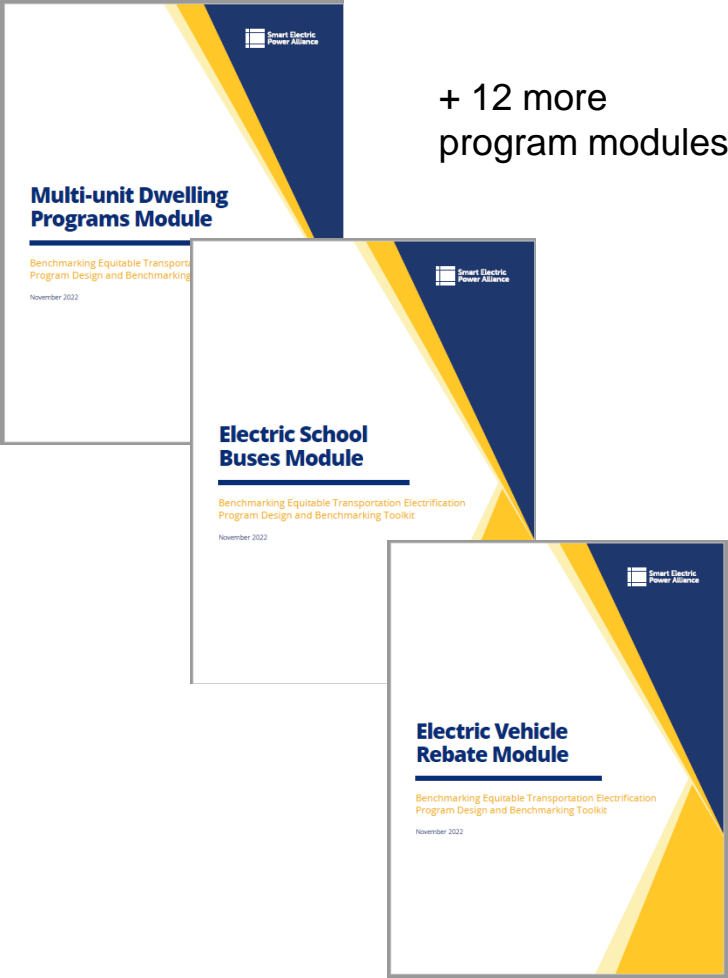 Smart Electric
Power Alliance
+ 12 more
program modules
Multi-unit Dwelling
Programs Module
Benchmarking Equitable
Program Design and Benchmarking
November 2022
Smart Electric
Power Alliance
Electric School
Buses Module
Benchmarking Equitable Transportation Electrification
Program Design and Benchmarking Toolkit
November 2022
Smart Electric
Power Alliance
Electric Vehicle
Rebate Module
Benchmarking Equitable Transportation Electrification
Program Design and Benchmarking Toolkit
November 2022